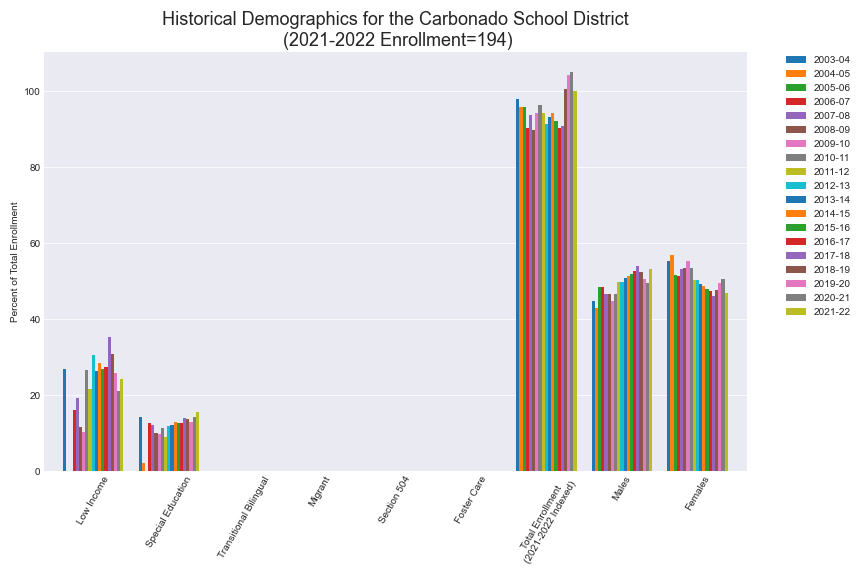 Historical Demographics for the Carbonado School District
(2021-2022 Enrollment=194)
Percent of Total Enrollment
100
80
60
40
20
0
Low Income
Special Education
Transitional Bilingual
Migrant
Section 504
Foster Care
Total Enrollment
(2021-2022 Indexed)
Males
Females
2003-04
2004-05
2005-06
2006-07
2007-08
2008-09
2009-10
2010-11
2011-12
2012-13
2013-14
2014-15
2015-16
2016-17
2017-18
2018-19
2019-20
2020-21
2021-22